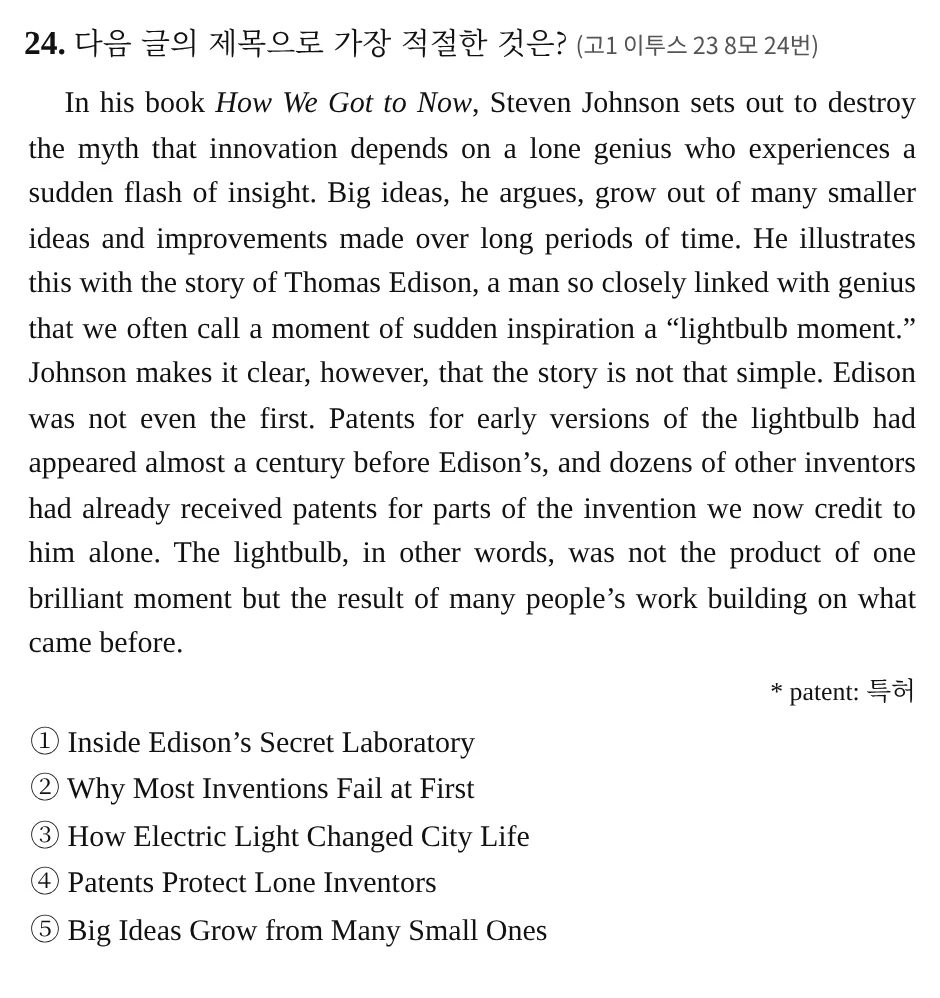 24. 다음 글의 제목으로 가장 적절한 것은? (고1 이투스 23 8모 24번)
In his book How We Got to Now, Steven Johnson sets out to destroy
the myth that innovation depends on a lone genius who experiences a
sudden flash of insight. Big ideas, he argues, grow out of many smaller
ideas and improvements made over long periods of time. He illustrates
this with the story of Thomas Edison, a man so closely linked with genius
that we often call a moment of sudden inspiration a “lightbulb moment.”
Johnson makes it clear, however, that the story is not that simple. Edison
was not even the first. Patents for early versions of the lightbulb had
appeared almost a century before Edison’s, and dozens of other inventors
had already received patents for parts of the invention we now credit to
him alone. The lightbulb, in other words, was not the product of one
brilliant moment but the result of many people’s work building on what
came before.
* patent: 특허
① Inside Edison’s Secret Laboratory
② Why Most Inventions Fail at First
③ How Electric Light Changed City Life
④ Patents Protect Lone Inventors
⑤ Big Ideas Grow from Many Small Ones